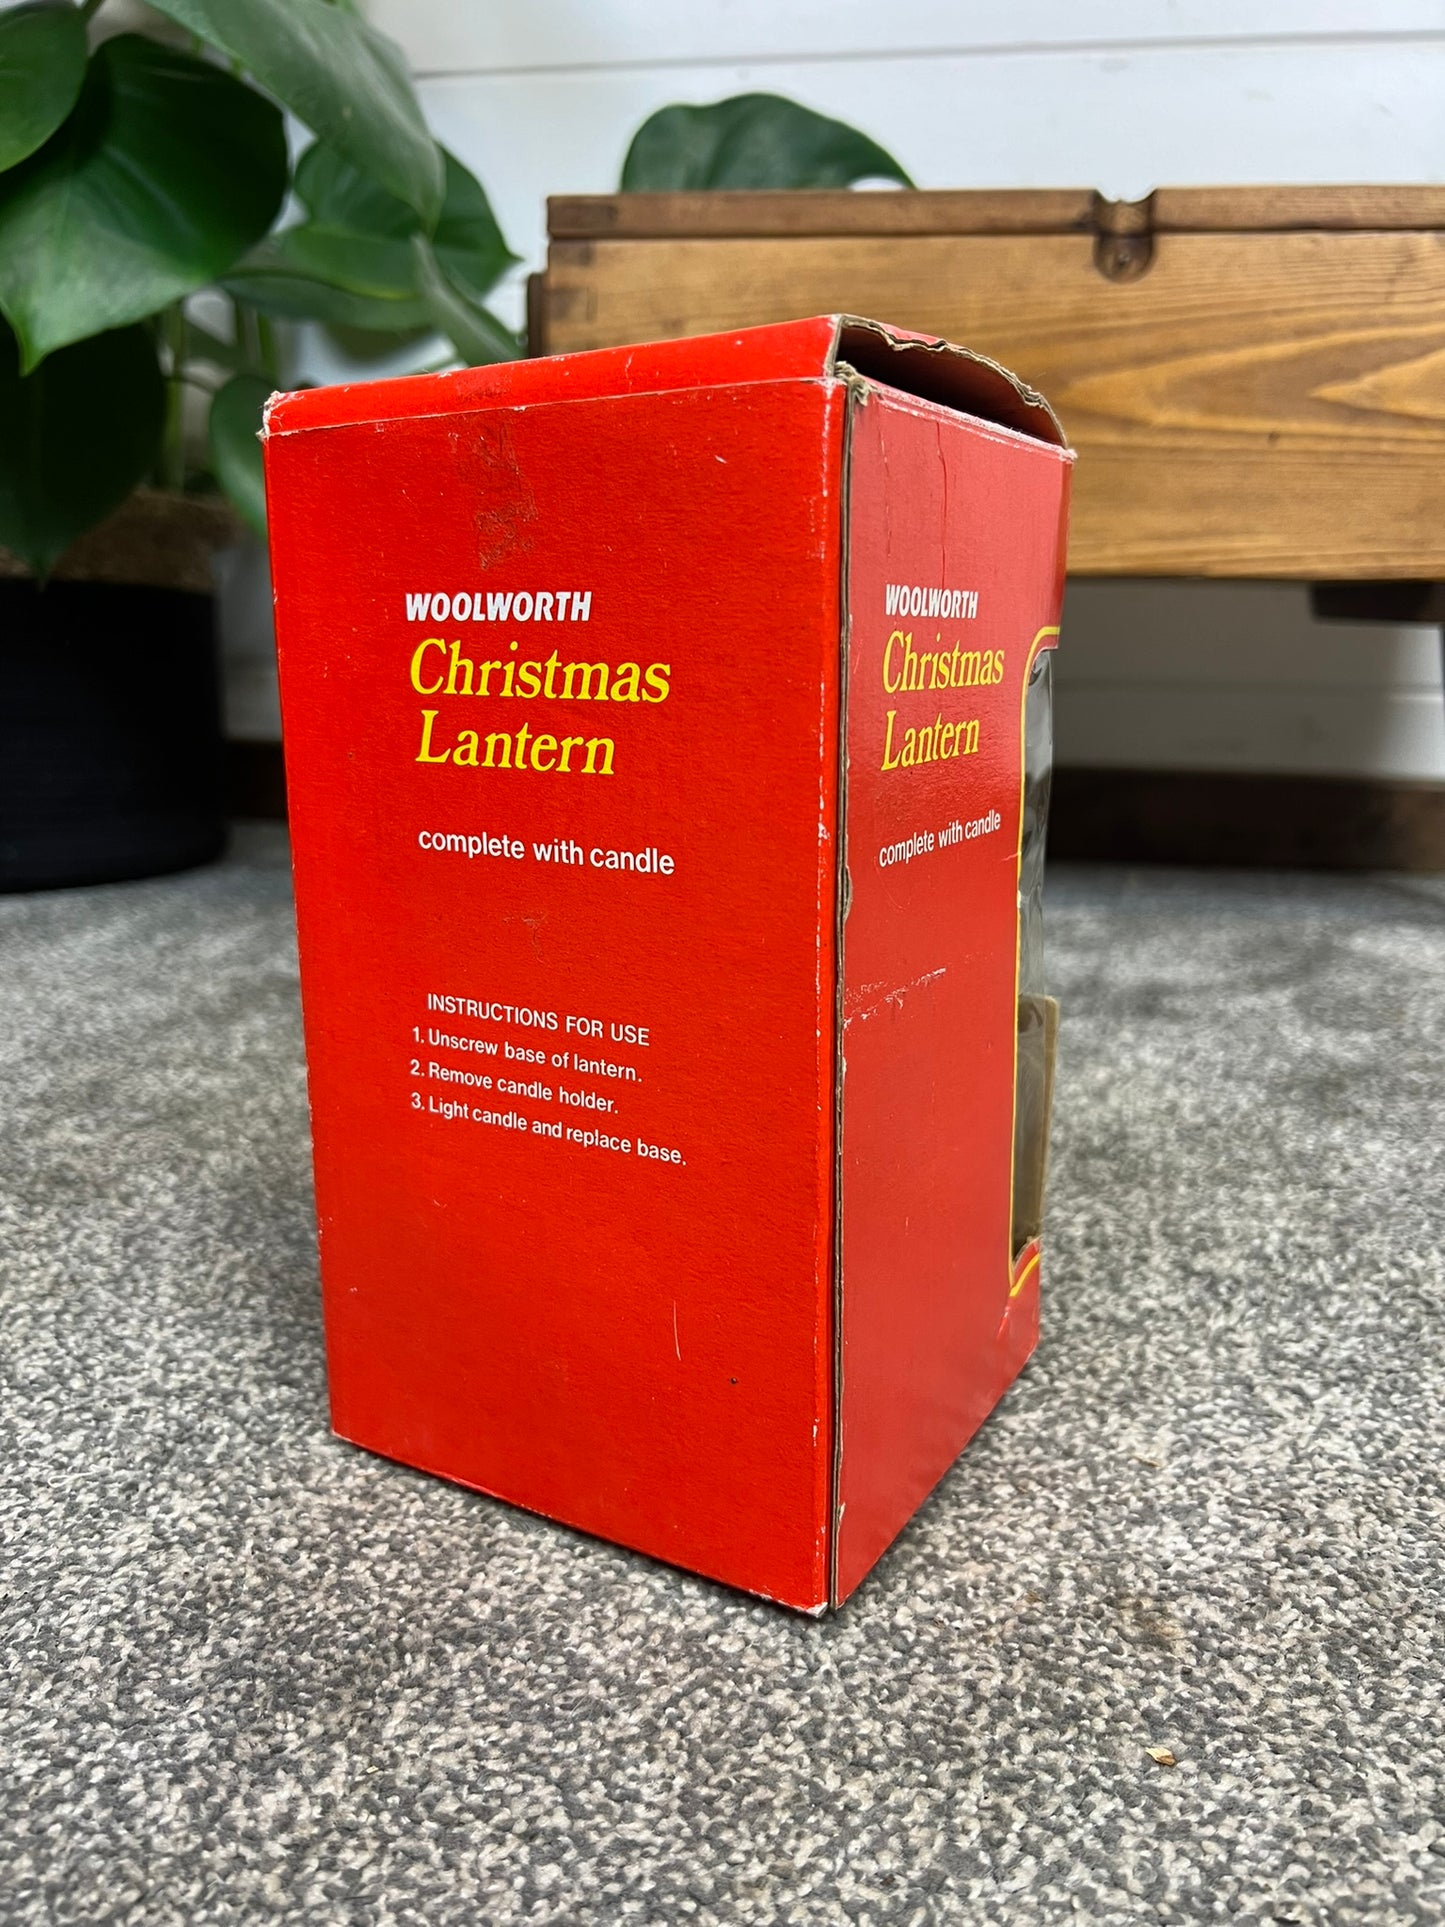 WOOLWORTH
Christmas
Lantern
complete with candle
INSTRUCTIONS FOR USE
1. Unscrew base of lantern.
2. Remove candle holder.
3. Light candle and replace base.
WOOLWORTH
Christmas
Lantern
complete with candle